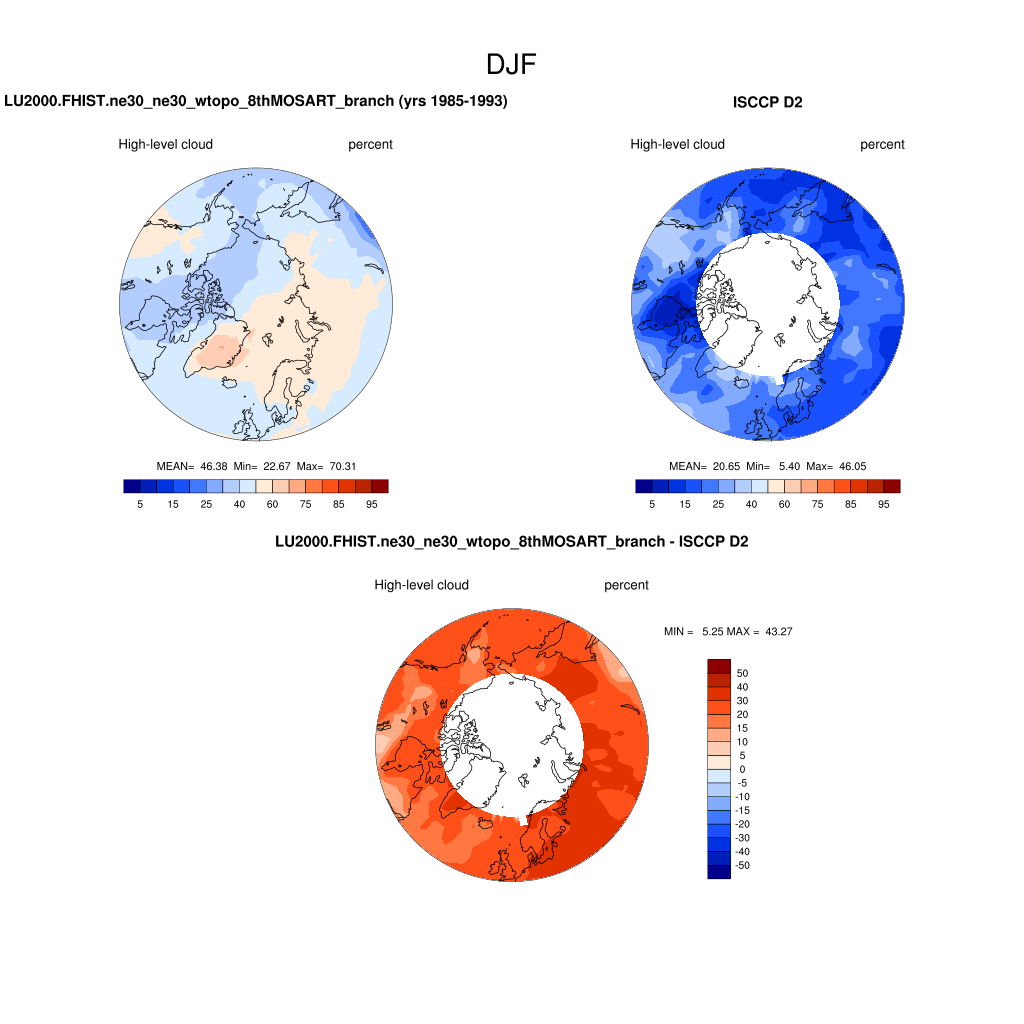 DJF
LU2000.FHIST.ne30_ne30_wtopo_8thMOSART_branch (yrs 1985-1993)
ISCCP D2
High-level cloud percent
High-level cloud percent
MEAN= 46.38 Min= 22.67 Max= 70.31
MEAN= 20.65 Min= 5.40 Max= 46.05
5 15 25 40 60 75 85 95
5 15 25 40 60 75 85 95
LU2000.FHIST.ne30_ne30_wtopo_8thMOSART_branch - ISCCP D2
High-level cloud percent
MIN = 5.25 MAX = 43.27
50
40
30
20
15
10
5
0
-5
-10
-15
-20
-30
-40
-50